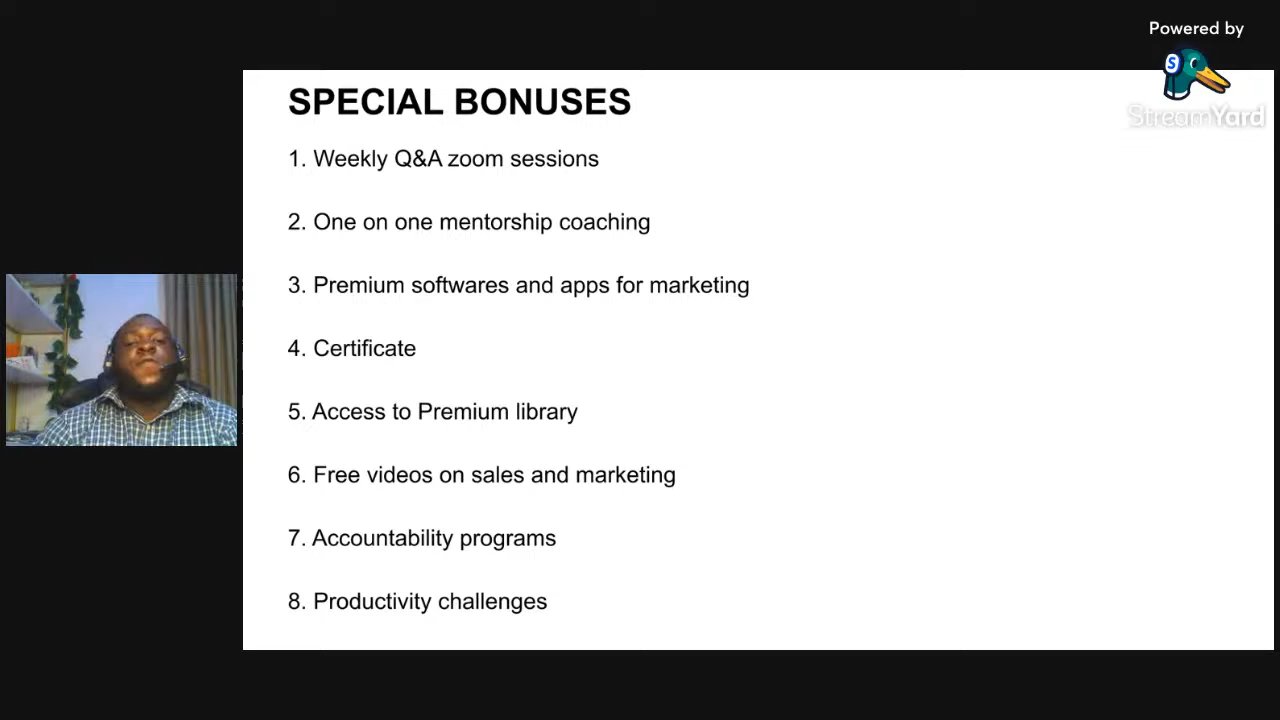 Powered by
StreamYard
SPECIAL BONUSES
1. Weekly Q&A zoom sessions
2. One on one mentorship coaching
3. Premium softwares and apps for marketing
4. Certificate
5. Access to Premium library
6. Free videos on sales and marketing
7. Accountability programs
8. Productivity challenges